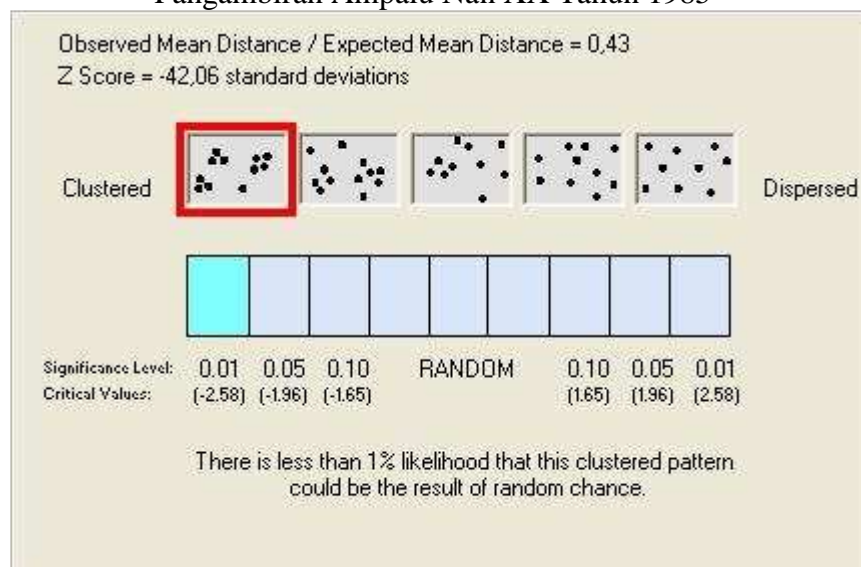 Pangambiran Ampalu Nan XX Tahun 1985
Observed Mean Distance / Expected Mean Distance = 0,43
Z Score = -42,06 standard deviations
Clustered
Dispersed
Significance Level: 0.01 0.05 0.10 RANDOM 0.10 0.05 0.01
Critical Values: (-2.58) (-1.96) (-1.65) (1.65) (1.96) (2.58)
There is less than 1% likelihood that this clustered pattern
could be the result of random chance.